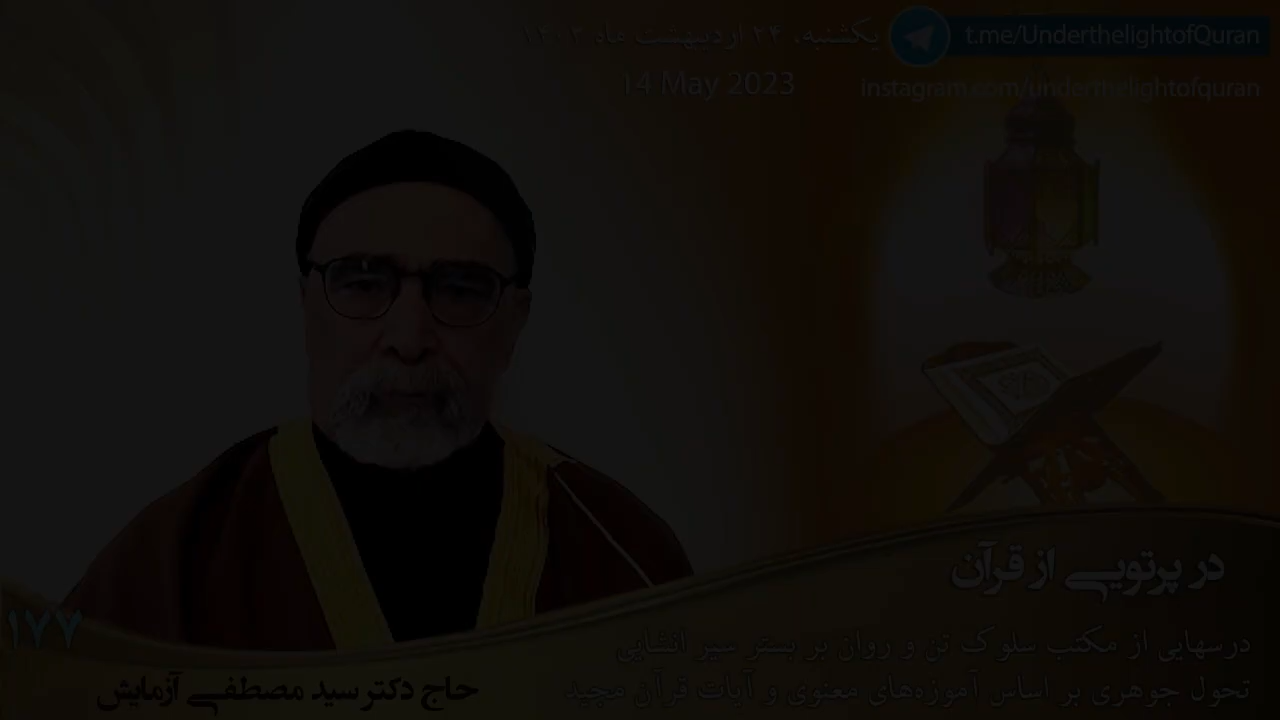 یکشنبه، ۲۴ اردیبهشت ماه ۱۴۰۲
t.me/UnderthelightofQuran
14 May 2023
instagram.com/underthelightofquran
در پرتویی از قرآن
۱۷۷
درسهایی از مکتب سلوک تن و روان بر بستر سیر انشایی
تحول جوهری بر اساس آموزه‌های معنوی و آیات قرآن مجید
حاج دکتر سید مصطفی آزمایش